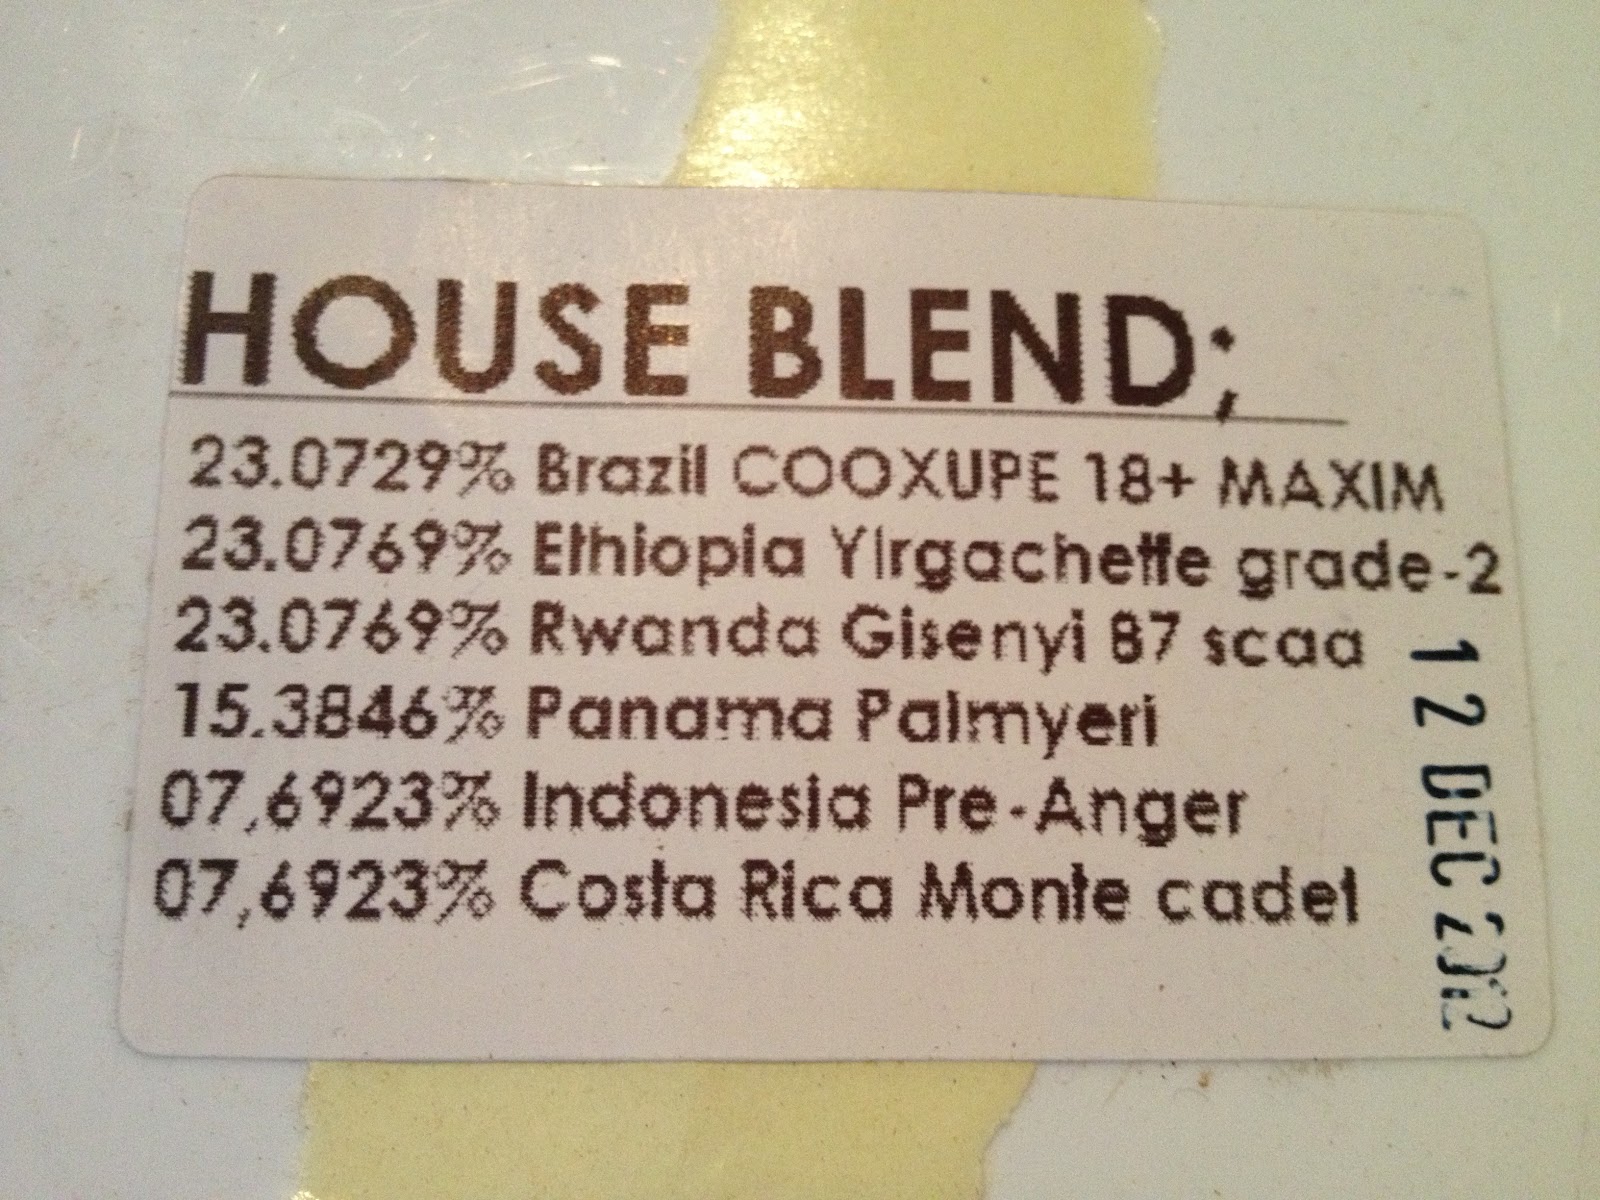 HOUSE BLEND;
23.0729% Brazil COOXUPE 18+ MAXIM
23.0769% Ethiopia Yirgachette grade-2
23.0769% Rwanda Gisenyi 87 scaa
15.3846% Panama Palmyeri
07,6923% Indonesia Pre-Anger
07,6923% Costa Rica Monte cadet
12 DEC 2012